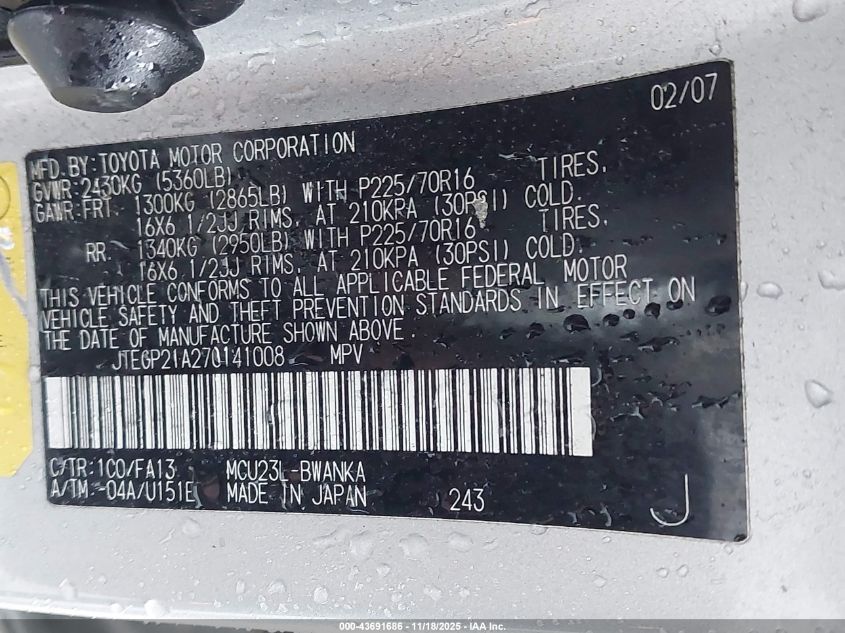 02/07
MFD. BY: TOYOTA MOTOR CORPORATION
GVWR: 2430KG (5360LB)
GAWR: FRT. 1300KG (2865LB) WITH P225/70R16 TIRES,
16X6 1/2JJ RIMS, AT 210KPA (30PSI) COLD.
RR. 1340KG (2950LB) WITH P225/70R16 TIRES,
16X6 1/2JJ RIMS, AT 210KPA (30PSI) COLD.
THIS VEHICLE CONFORMS TO ALL APPLICABLE FEDERAL MOTOR
VEHICLE SAFETY AND THEFT PREVENTION STANDARDS IN EFFECT ON
THE DATE OF MANUFACTURE SHOWN ABOVE.
JTEGP21A270141008 MPV
C/TR: 1C0/FA13 MCU23L-BWANKA
A/TM: -04A/U151E MADE IN JAPAN 243 J
000-43691686 - 11/18/2025 - IAA Inc.